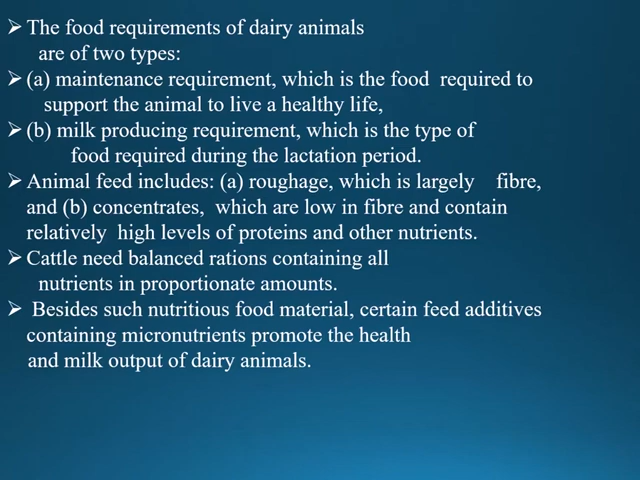 ➢ The food requirements of dairy animals
are of two types:
➢ (a) maintenance requirement, which is the food required to
support the animal to live a healthy life,
➢ (b) milk producing requirement, which is the type of
food required during the lactation period.
➢ Animal feed includes: (a) roughage, which is largely fibre,
and (b) concentrates, which are low in fibre and contain
relatively high levels of proteins and other nutrients.
➢ Cattle need balanced rations containing all
nutrients in proportionate amounts.
➢ Besides such nutritious food material, certain feed additives
containing micronutrients promote the health
and milk output of dairy animals.